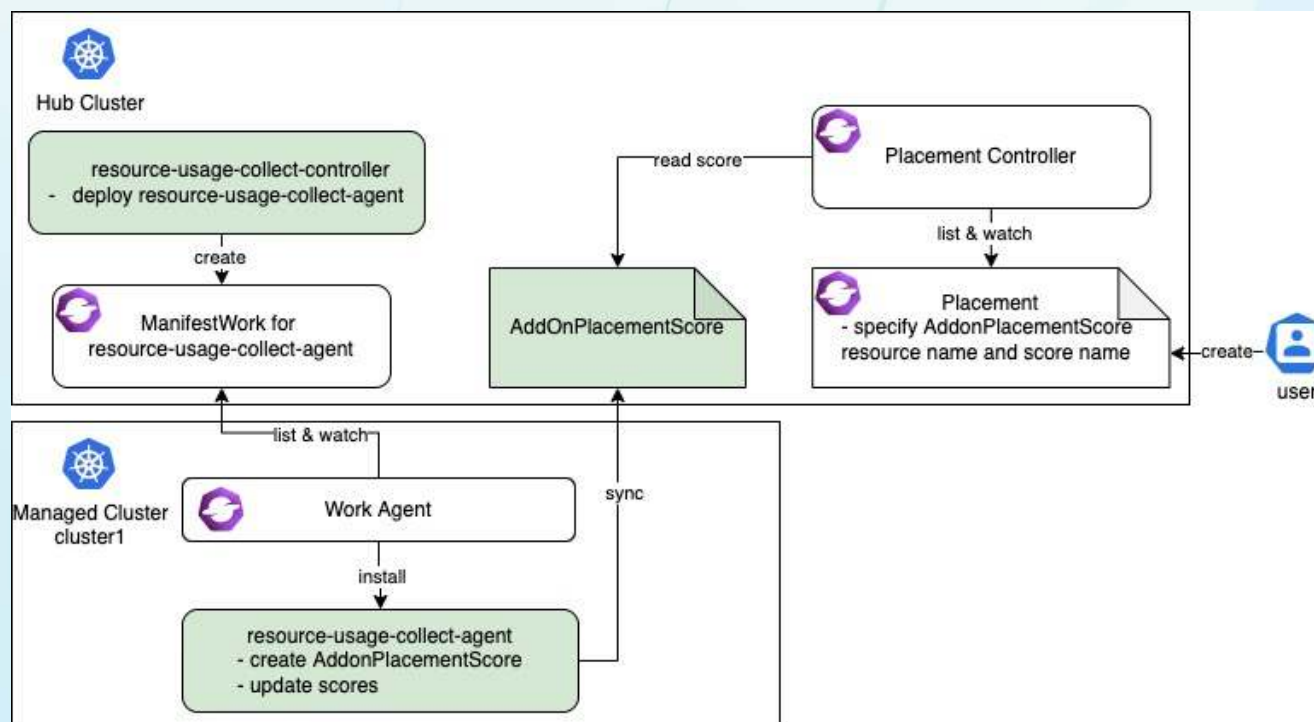 Hub Cluster
resource-usage-collect-controller
- deploy resource-usage-collect-agent
create
ManifestWork for
resource-usage-collect-agent
read score
Placement Controller
list & watch
AddOnPlacementScore
Placement
- specify AddonPlacementScore
resource name and score name
create
user
list & watch
Managed Cluster
cluster1
Work Agent
sync
install
resource-usage-collect-agent
- create AddonPlacementScore
- update scores